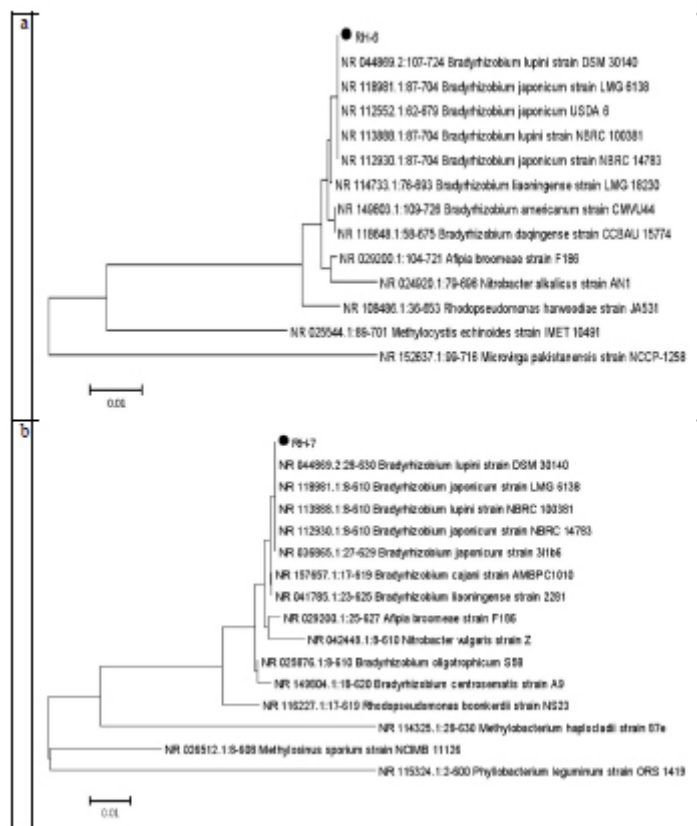 a
RH-6
NR 044869.2:107-724 Bradyrhizobium lupini strain DSM 30140
NR 118981.1:87-704 Bradyrhizobium japonicum strain LMG 6138
NR 112552.1:62-679 Bradyrhizobium japonicum USDA 6
NR 113888.1:87-704 Bradyrhizobium lupini strain NBRC 100381
NR 112930.1:87-704 Bradyrhizobium japonicum strain NBRC 14783
NR 114733.1:76-693 Bradyrhizobium liaoningense strain LMG 18230
NR 149803.1:109-726 Bradyrhizobium americanum strain CMVU44
NR 118648.1:58-675 Bradyrhizobium daqingense strain CCBAU 15774
NR 029200.1:104-721 Afipia broomeae strain F186
NR 024920.1:79-696 Nitrobacter alkalicus strain AN1
NR 108496.1:36-653 Rhodopseudomonas harwoodiae strain JA531
NR 025544.1:86-701 Methylocystis echinoides strain IMET 10491
NR 152637.1:99-716 Microvirga pakistanensis strain NCCP-1258
0.01
b
RH-7
NR 044869.2:28-630 Bradyrhizobium lupini strain DSM 30140
NR 118981.1:8-610 Bradyrhizobium japonicum strain LMG 6138
NR 113888.1:8-610 Bradyrhizobium lupini strain NBRC 100381
NR 112930.1:8-610 Bradyrhizobium japonicum strain NBRC 14783
NR 036865.1:27-629 Bradyrhizobium japonicum strain 3I1b6
NR 157657.1:17-619 Bradyrhizobium cajani strain AMBPC1010
NR 041785.1:23-625 Bradyrhizobium liaoningense strain 2281
NR 029200.1:25-627 Afipia broomeae strain F186
NR 042449.1:8-610 Nitrobacter vulgaris strain Z
NR 025876.1:9-610 Bradyrhizobium oligotrophicum S58
NR 149804.1:18-620 Bradyrhizobium centrosematis strain A9
NR 116227.1:17-619 Rhodopseudomonas boonkerdii strain NS23
NR 114325.1:28-630 Methylobacterium haplocladii strain 87e
NR 026512.1:6-608 Methylosinus sporium strain NCIMB 11126
NR 115324.1:2-600 Phyllobacterium leguminum strain ORS 1419
0.01